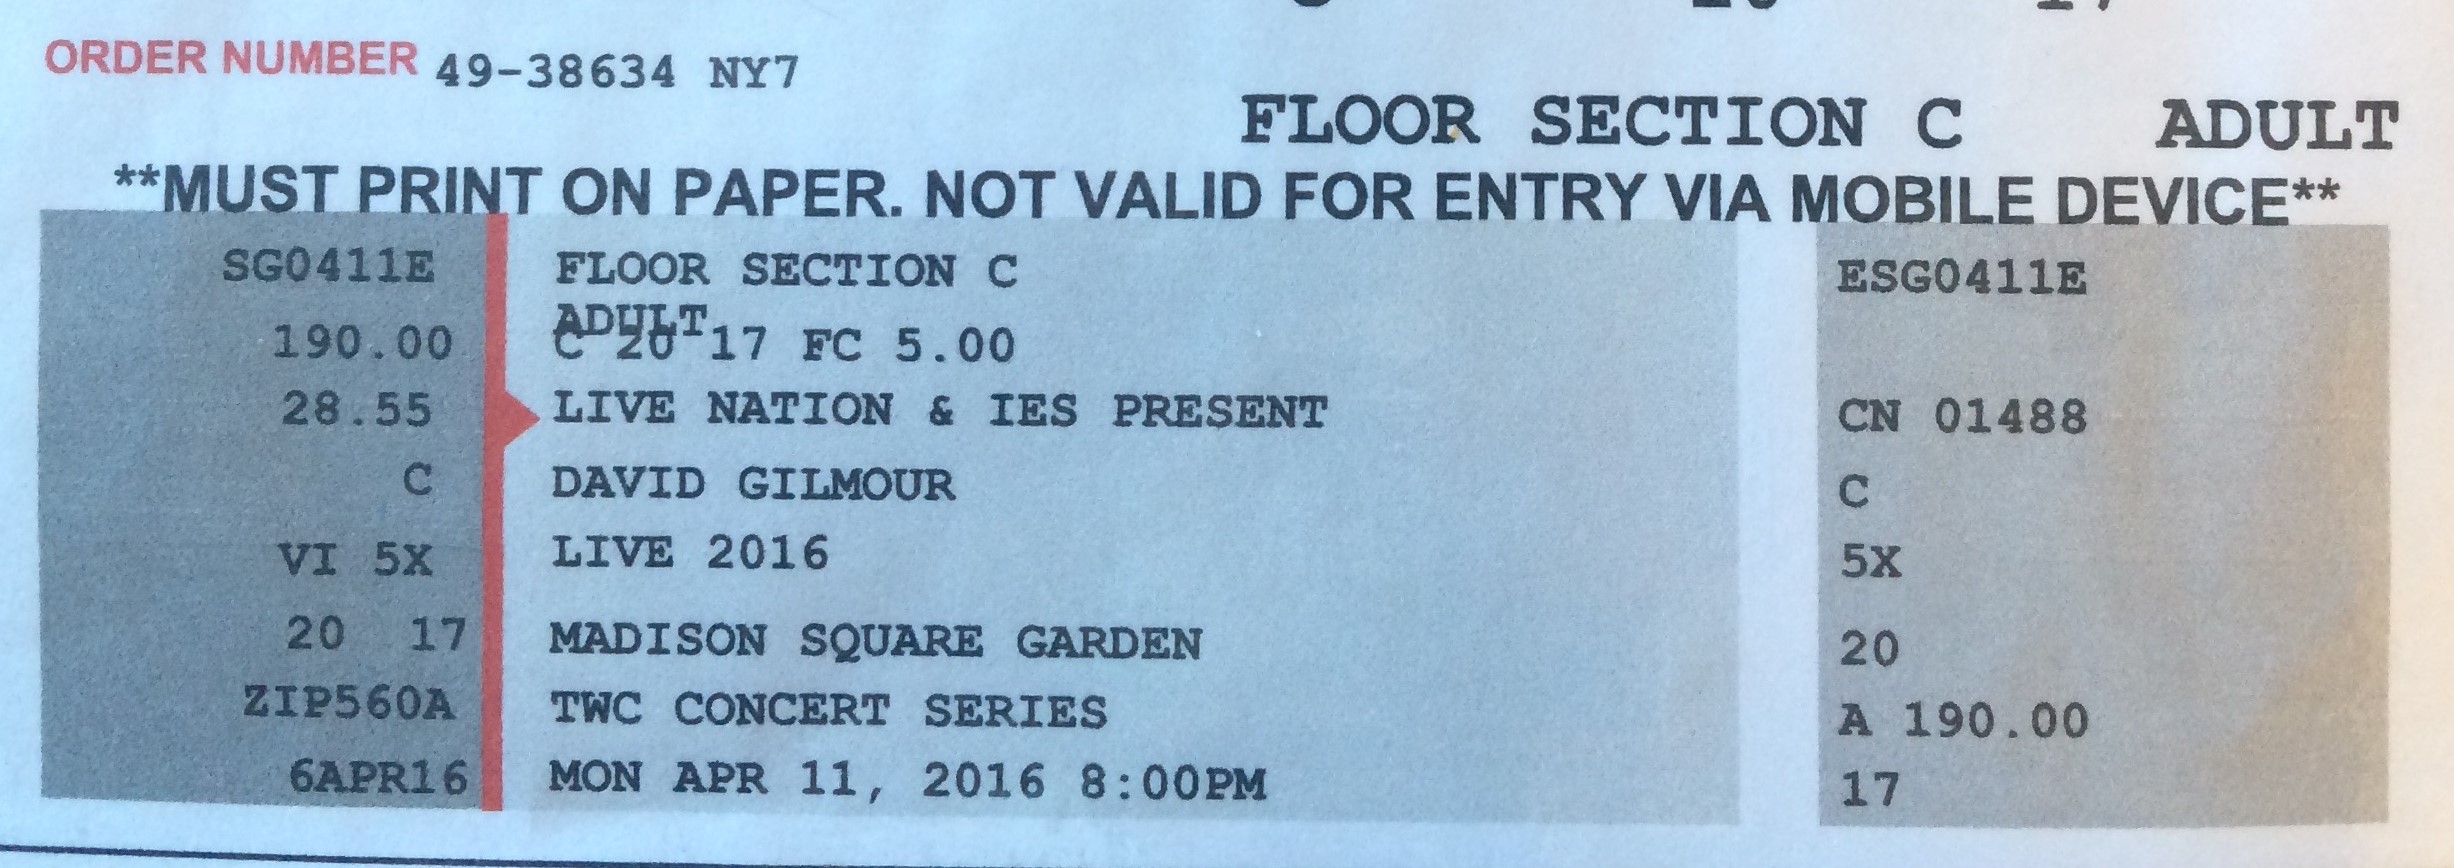 ORDER NUMBER 49-38634 NY7
FLOOR SECTION C ADULT
**MUST PRINT ON PAPER. NOT VALID FOR ENTRY VIA MOBILE DEVICE**
SG0411E
190.00
28.55
C
VI 5X
20 17
ZIP560A
6APR16
FLOOR SECTION C
ADULT
C 20 17 FC 5.00
LIVE NATION & IES PRESENT
DAVID GILMOUR
LIVE 2016
MADISON SQUARE GARDEN
TWC CONCERT SERIES
MON APR 11, 2016 8:00PM
ESG0411E
CN 01488
C
5X
20
A 190.00
17